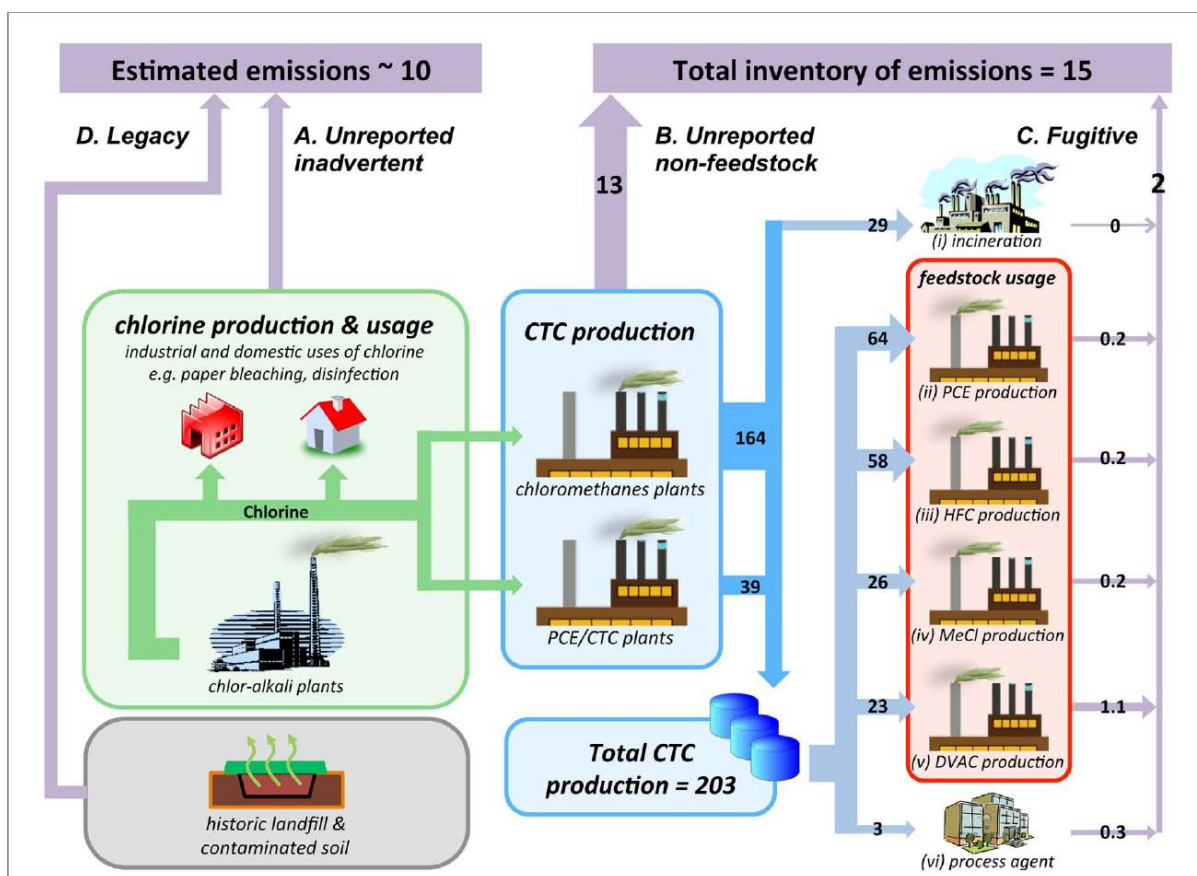 Estimated emissions ~ 10
Total inventory of emissions = 15
D. Legacy
A. Unreported
inadvertent
B. Unreported
non-feedstock
C. Fugitive
13
2
29
(i) incineration
0
chlorine production & usage
industrial and domestic uses of chlorine
e.g. paper bleaching, disinfection
Chlorine
chlor-alkali plants
CTC production
chloromethanes plants
PCE/CTC plants
164
39
feedstock usage
64
(ii) PCE production
0.2
58
(iii) HFC production
0.2
26
(iv) MeCl production
0.2
23
(v) DVAC production
1.1
historic landfill &
contaminated soil
Total CTC
production = 203
3
(vi) process agent
0.3